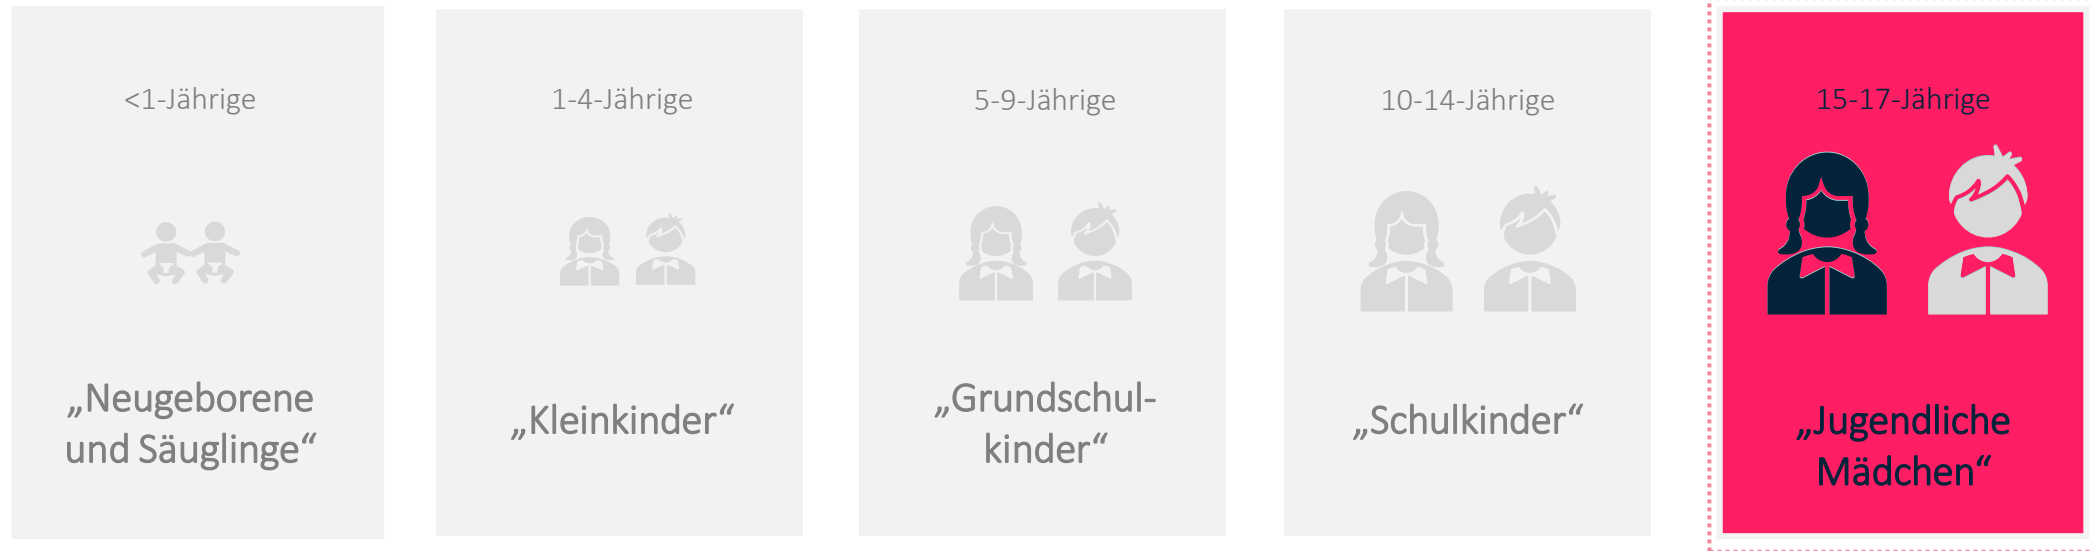 <1-Jährige
„Neugeborene
und Säuglinge“
1-4-Jährige
„Kleinkinder“
5-9-Jährige
„Grundschul-
kinder“
10-14-Jährige
„Schulkinder“
15-17-Jährige
„Jugendliche
Mädchen“